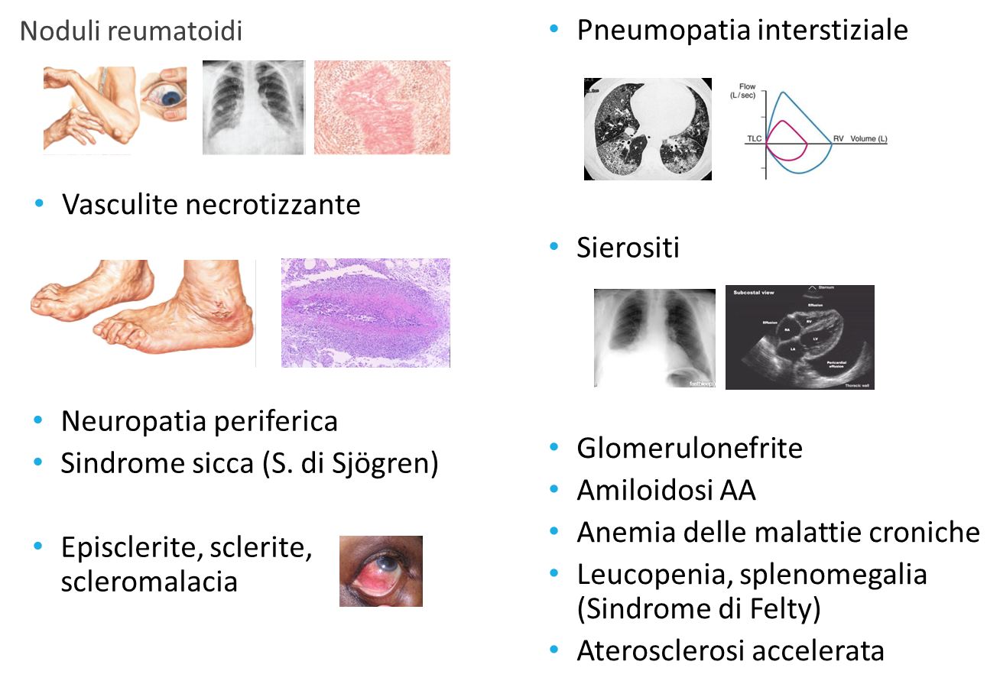 Noduli reumatoidi
Vasculite necrotizzante
Neuropatia periferica
Sindrome sicca (S. di Sjögren)
Episclerite, sclerite,
scleromalacia
Pneumopatia interstiziale
Flow
(L/sec)
TLC
RV
Volume (L)
Sierositi
fastbleep)
Subcostal view
Sternum
Effusion
Effusion
RV
RA
LV
LA
Pericardial
effusion
Thoracic wall
Glomerulonefrite
Amiloidosi AA
Anemia delle malattie croniche
Leucopenia, splenomegalia
(Sindrome di Felty)
Aterosclerosi accelerata